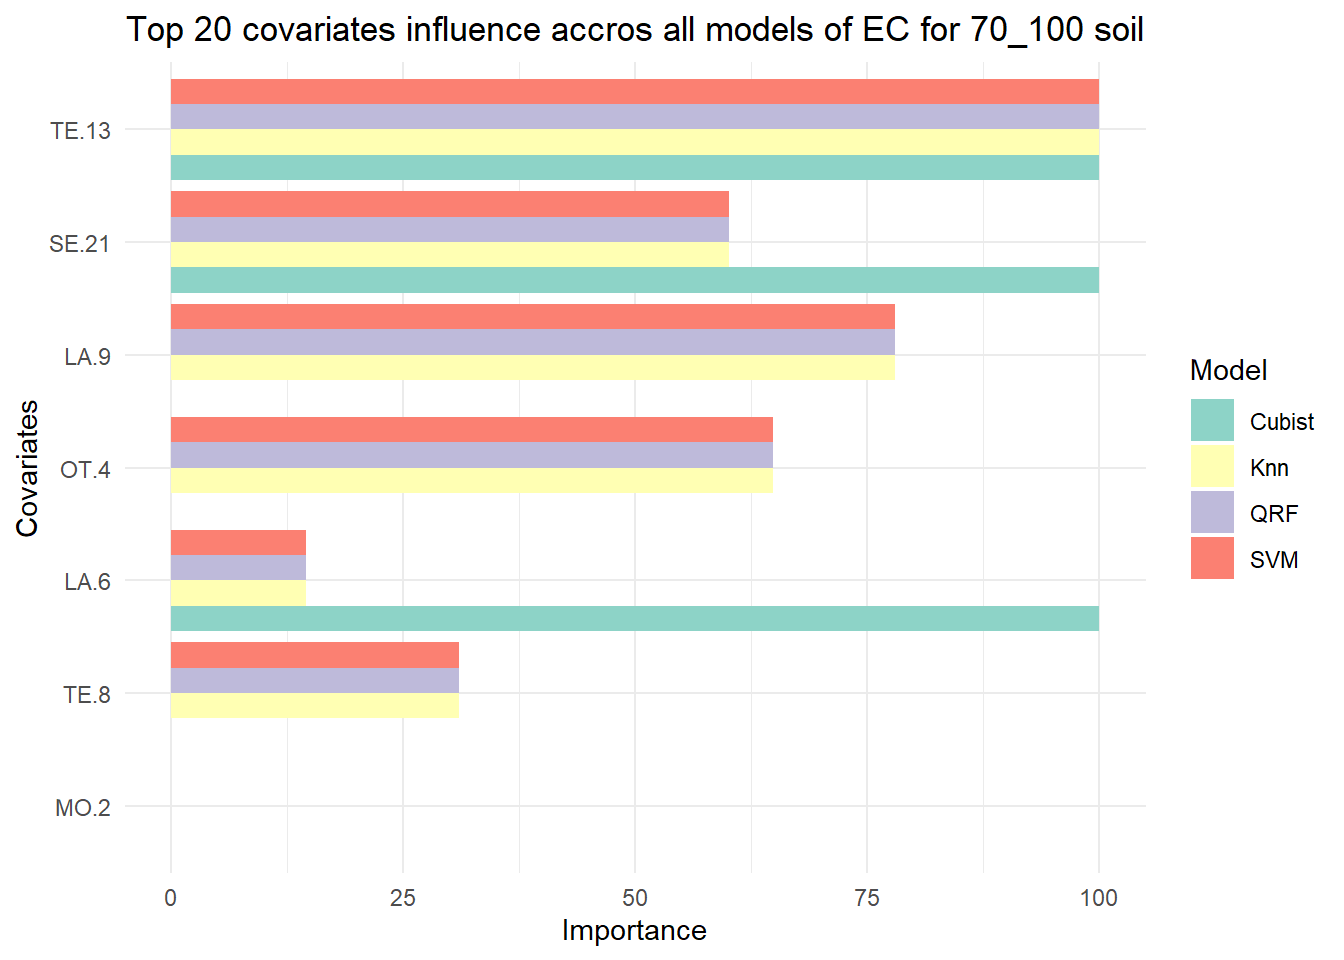 Top 20 covariates influence accros all models of EC for 70_100 soil
TE.13
SE.21
LA.9
OT.4
LA.6
TE.8
MO.2
Covariates
0 25 50 75 100
Importance
Model
Cubist
Knn
QRF
SVM